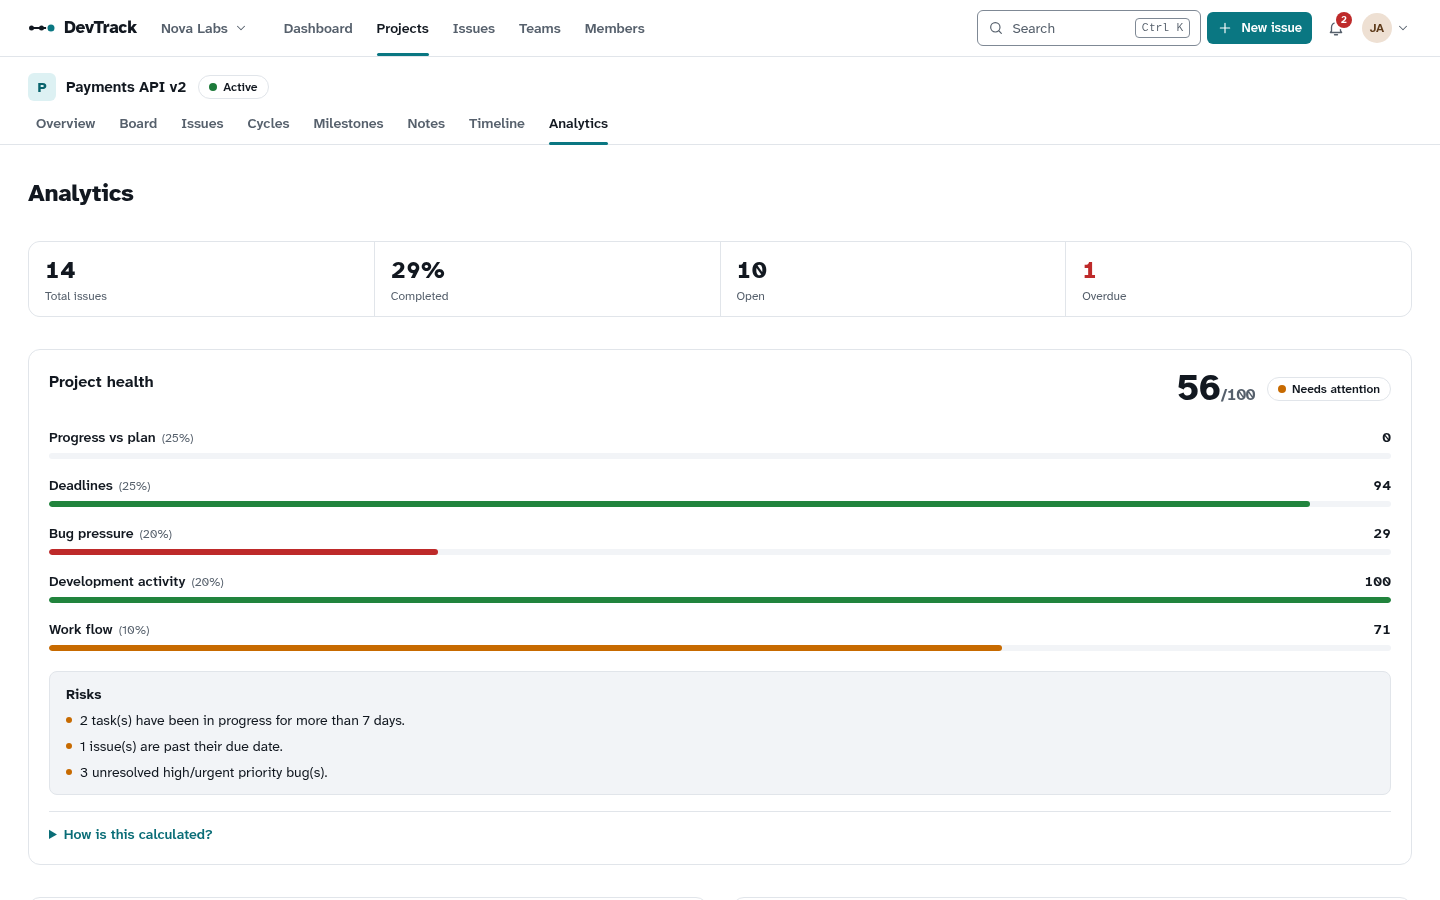 DevTrack
Nova Labs
Dashboard
Projects
Issues
Teams
Members
Search
Ctrl K
New issue
2
JA
P
Payments API v2
Active
Overview
Board
Issues
Cycles
Milestones
Notes
Timeline
Analytics
Analytics
14
Total issues
29%
Completed
10
Open
1
Overdue
Project health
56/100
Needs attention
Progress vs plan (25%)
0
Deadlines (25%)
94
Bug pressure (20%)
29
Development activity (20%)
100
Work flow (10%)
71
Risks
2 task(s) have been in progress for more than 7 days.
1 issue(s) are past their due date.
3 unresolved high/urgent priority bug(s).
How is this calculated?